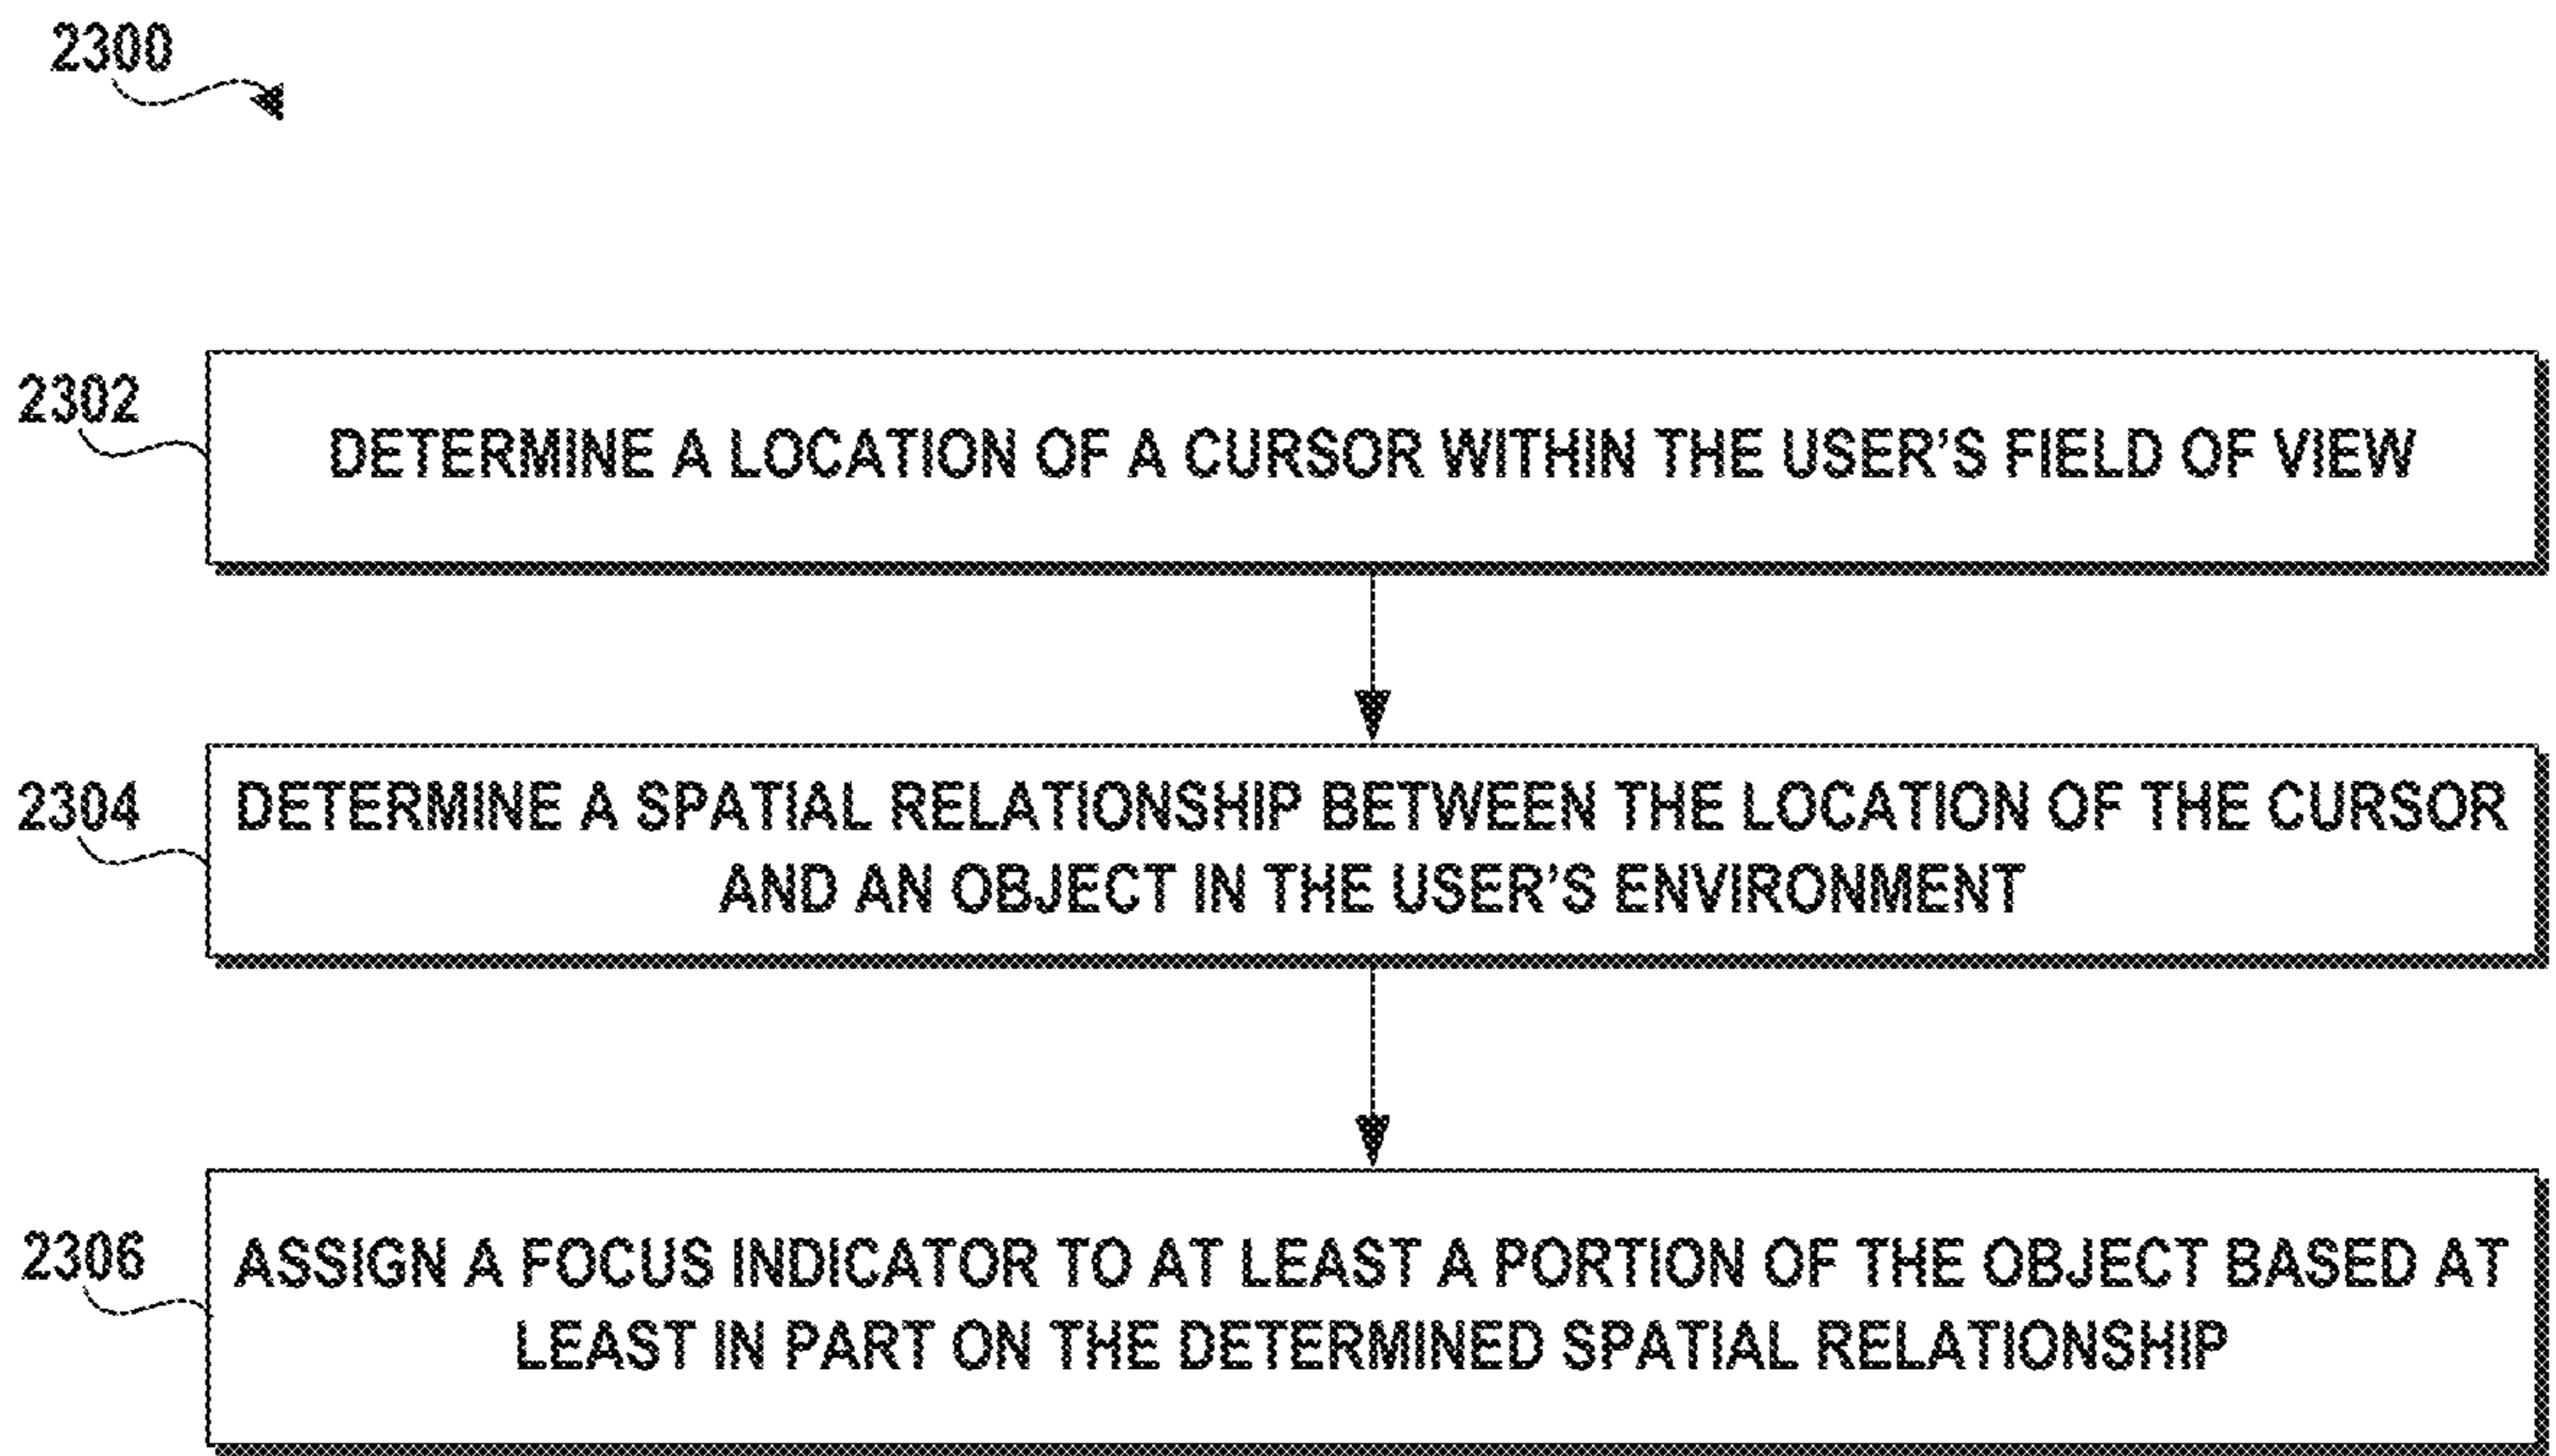 2300
2302
DETERMINE A LOCATION OF A CURSOR WITHIN THE USER'S FIELD OF VIEW
2304
DETERMINE A SPATIAL RELATIONSHIP BETWEEN THE LOCATION OF THE CURSOR
AND AN OBJECT IN THE USER'S ENVIRONMENT
2306
ASSIGN A FOCUS INDICATOR TO AT LEAST A PORTION OF THE OBJECT BASED AT
LEAST IN PART ON THE DETERMINED SPATIAL RELATIONSHIP